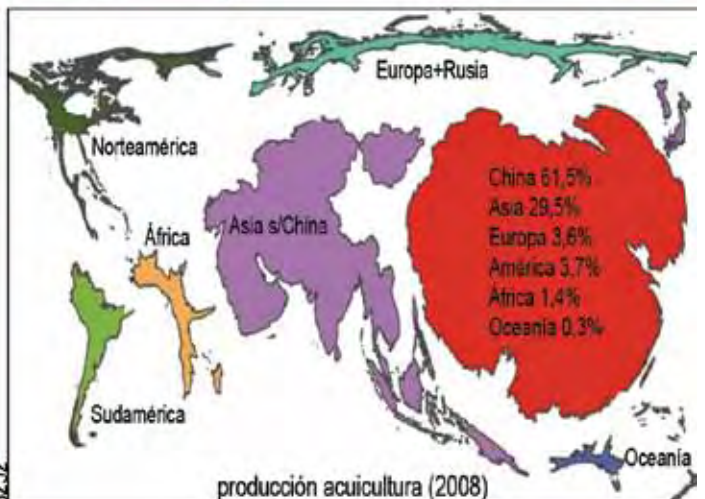 Europa+Rusia
Norteamérica
China 61,5%
Asia 29,5%
Europa 3,6%
América 3,7%
África 1,4%
Oceanía 0,3%
África
Asia s/China
Sudamérica
Oceanía
producción acuicultura (2008)